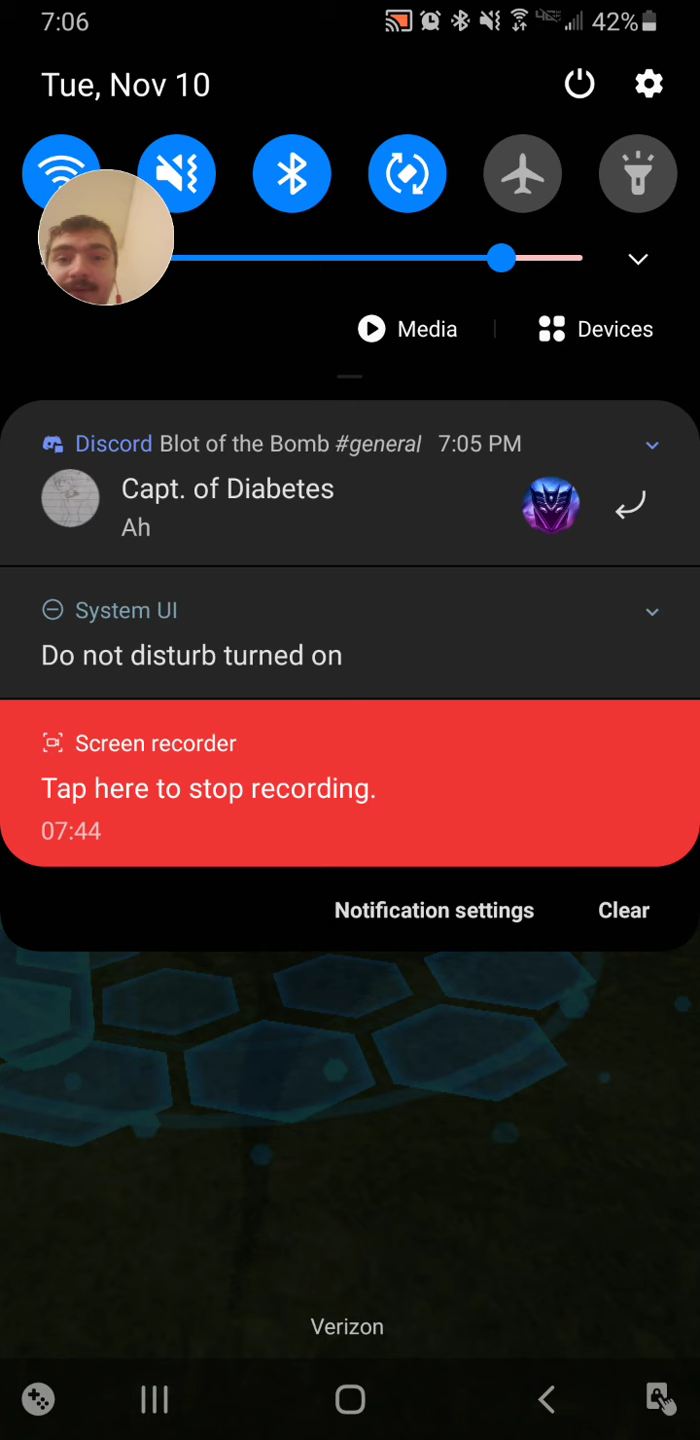 7:06
42%
Tue, Nov 10
Media
Devices
Discord Blot of the Bomb #general 7:05 PM
Capt. of Diabetes
Ah
System UI
Do not disturb turned on
Screen recorder
Tap here to stop recording.
07:44
Notification settings Clear
Verizon